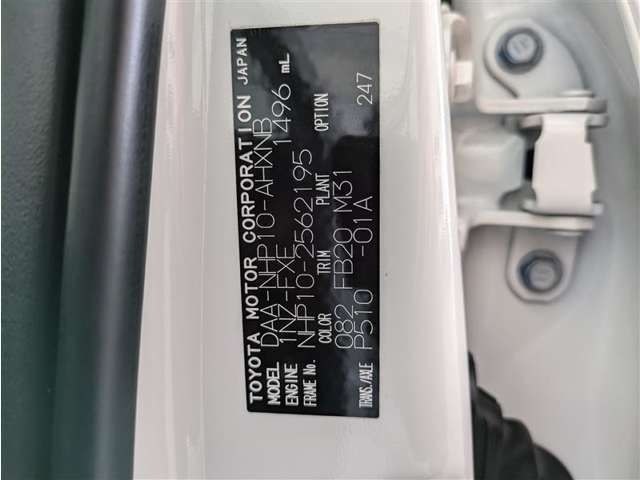 TOYOTA MOTOR CORPORATION JAPAN
MODEL DAA-NHP10-AHXNB
ENGINE 1NZ-FXE 1496 mL
FRAME No. NHP10-2562195
COLOR TRIM PLANT OPTION
082 FB20 M31
TRANS./AXLE P510 -01A 247